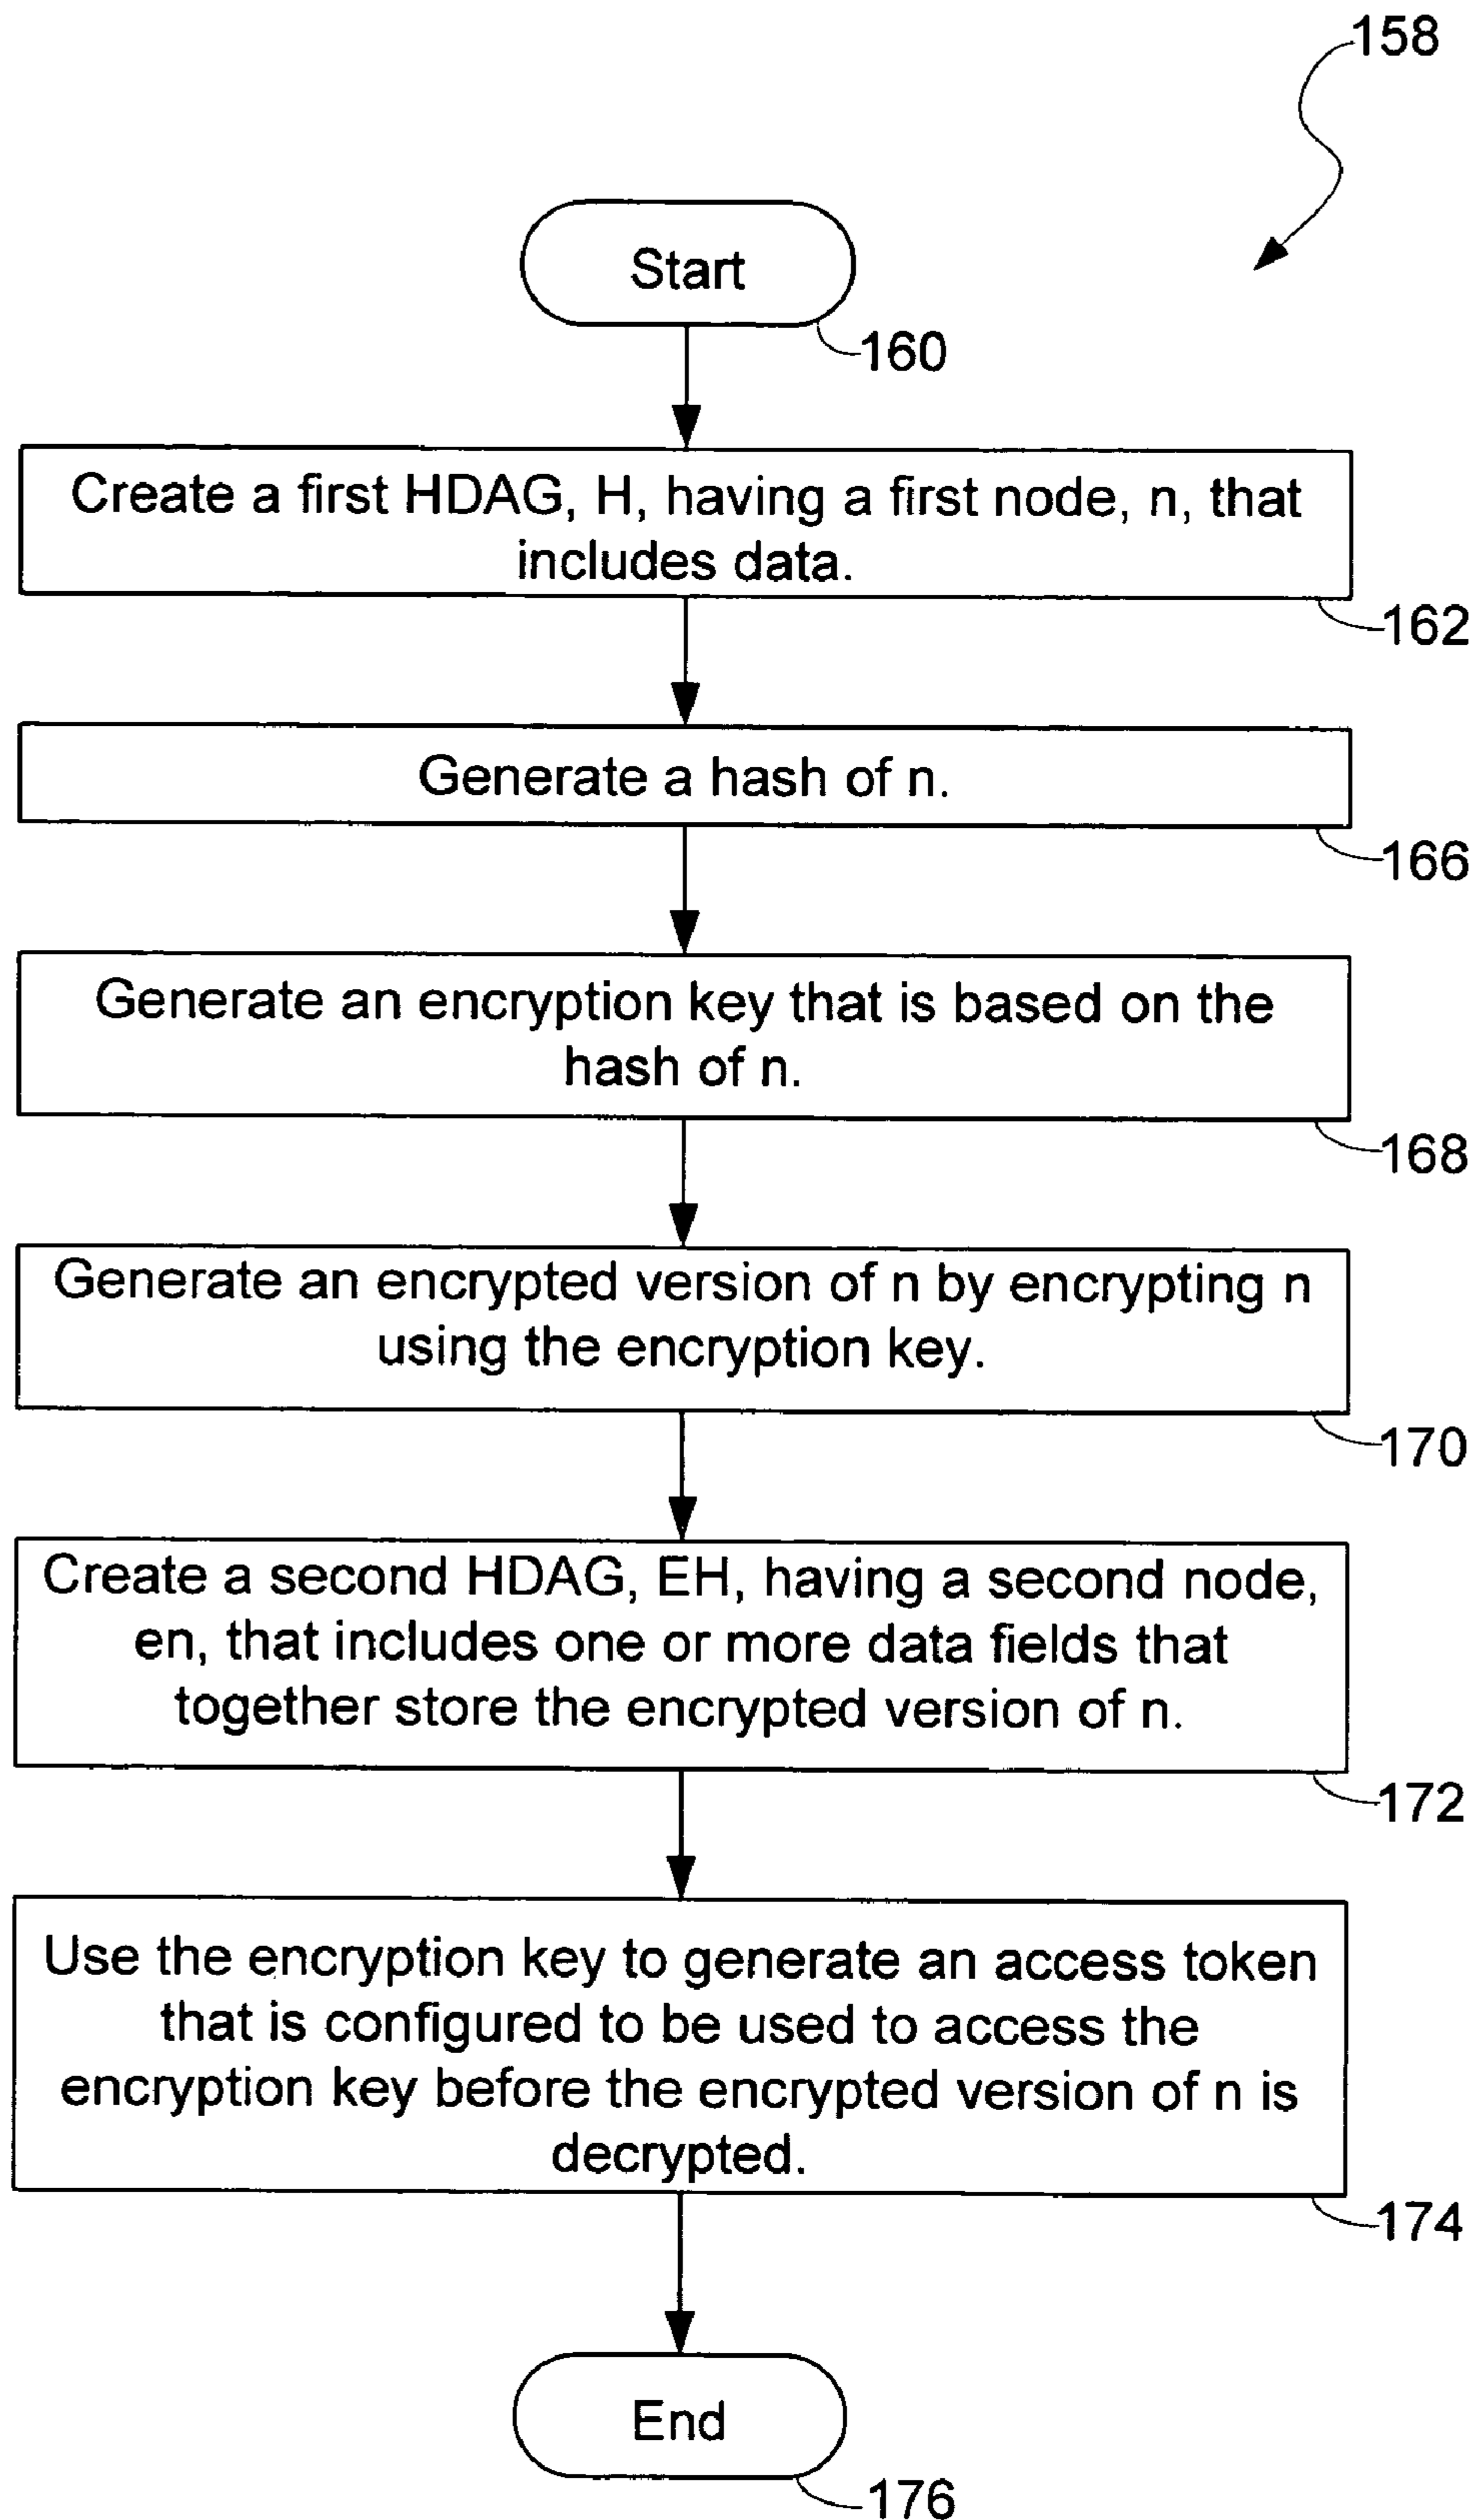 158
Start
160
Create a first HDAG, H, having a first node, n, that
includes data.
162
Generate a hash of n.
166
Generate an encryption key that is based on the
hash of n.
168
Generate an encrypted version of n by encrypting n
using the encryption key.
170
Create a second HDAG, EH, having a second node,
en, that includes one or more data fields that
together store the encrypted version of n.
172
Use the encryption key to generate an access token
that is configured to be used to access the
encryption key before the encrypted version of n is
decrypted.
174
End
176